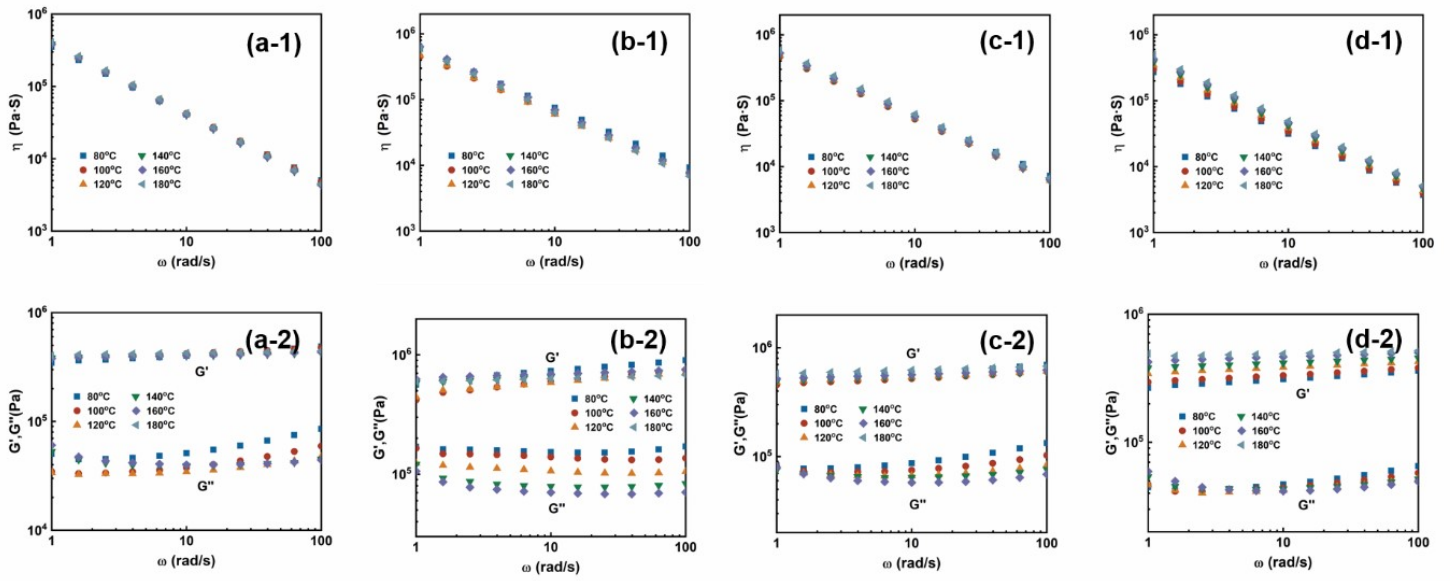 (a-1)
η (Pa·S)
10⁶
10⁵
10⁴
10³
80°C 140°C
100°C 160°C
120°C 180°C
1 10 100
ω (rad/s)
(b-1)
η (Pa·S)
10⁶
10⁵
10⁴
10³
80°C 140°C
100°C 160°C
120°C 180°C
1 10 100
ω (rad/s)
(c-1)
η (Pa·S)
10⁶
10⁵
10⁴
10³
80°C 140°C
100°C 160°C
120°C 180°C
1 10 100
ω (rad/s)
(d-1)
η (Pa·S)
10⁶
10⁵
10⁴
10³
80°C 140°C
100°C 160°C
120°C 180°C
1 10 100
ω (rad/s)
(a-2)
G',G''(Pa)
10⁶
10⁵
10⁴
G'
80°C 140°C
100°C 160°C
120°C 180°C
G''
1 10 100
ω (rad/s)
(b-2)
G',G''(Pa)
10⁶
10⁵
G'
80°C 140°C
100°C 160°C
120°C 180°C
G''
1 10 100
ω (rad/s)
(c-2)
G',G''(Pa)
10⁶
10⁵
G'
80°C 140°C
100°C 160°C
120°C 180°C
G''
1 10 100
ω (rad/s)
(d-2)
G',G''(Pa)
10⁶
10⁵
G'
80°C 140°C
100°C 160°C
120°C 180°C
G''
1 10 100
ω (rad/s)